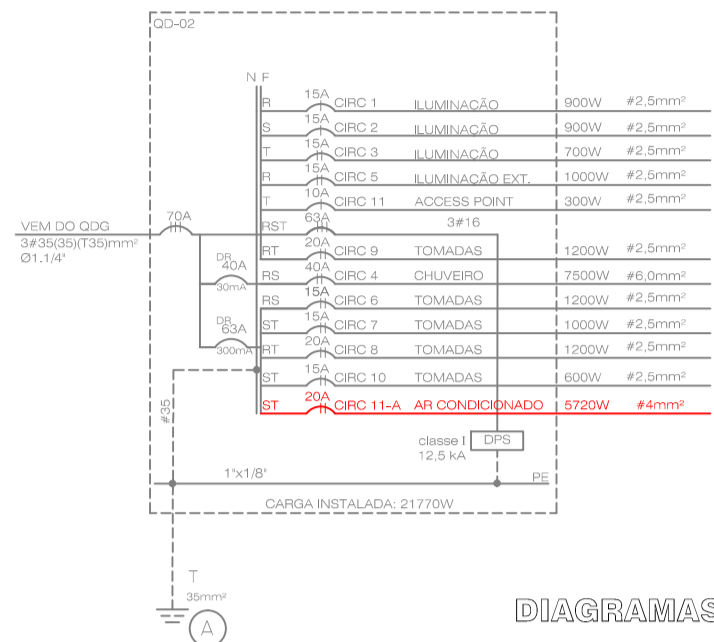 QD-02
N F
R 15A CIRC 1 ILUMINAÇÃO 900W #2,5mm²
S 15A CIRC 2 ILUMINAÇÃO 900W #2,5mm²
T 15A CIRC 3 ILUMINAÇÃO 700W #2,5mm²
R 15A CIRC 5 ILUMINAÇÃO EXT. 1000W #2,5mm²
T 10A CIRC 11 ACCESS POINT 300W #2,5mm²
VEM DO QDG 70A RST 63A 3#16
3#35(35)(T35)mm²
Ø1.1/4"
RT 20A CIRC 9 TOMADAS 1200W #2,5mm²
DR 40A 30mA
RS 40A CIRC 4 CHUVEIRO 7500W #6,0mm²
RS 15A CIRC 6 TOMADAS 1200W #2,5mm²
ST 15A CIRC 7 TOMADAS 1000W #2,5mm²
DR 63A 300mA
RT 20A CIRC 8 TOMADAS 1200W #2,5mm²
ST 15A CIRC 10 TOMADAS 600W #2,5mm²
ST 20A CIRC 11-A AR CONDICIONADO 5720W #4mm²
#35
classe I DPS
12,5 kA
1"x1/8" PE
CARGA INSTALADA: 21770W
T
35mm²
A
DIAGRAMAS